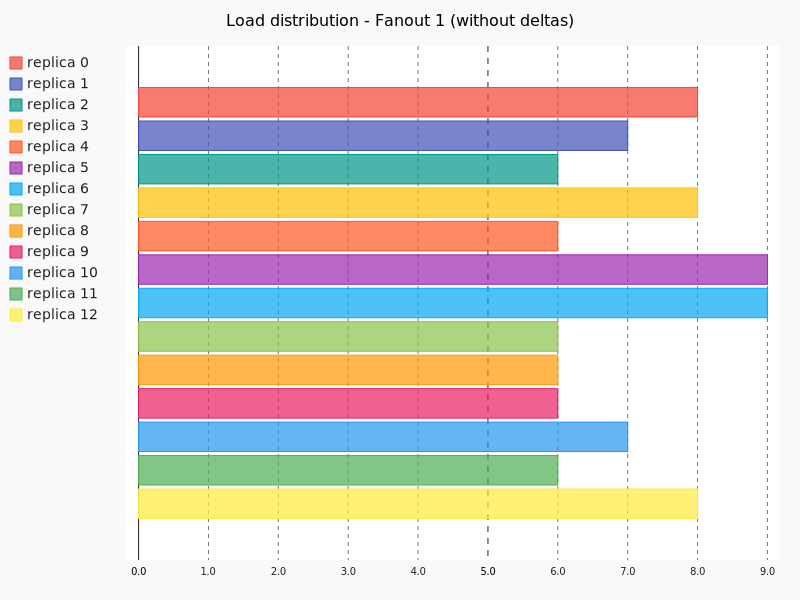 Load distribution - Fanout 1 (without deltas)
replica 0
replica 1
replica 2
replica 3
replica 4
replica 5
replica 6
replica 7
replica 8
replica 9
replica 10
replica 11
replica 12
0.0 1.0 2.0 3.0 4.0 5.0 6.0 7.0 8.0 9.0